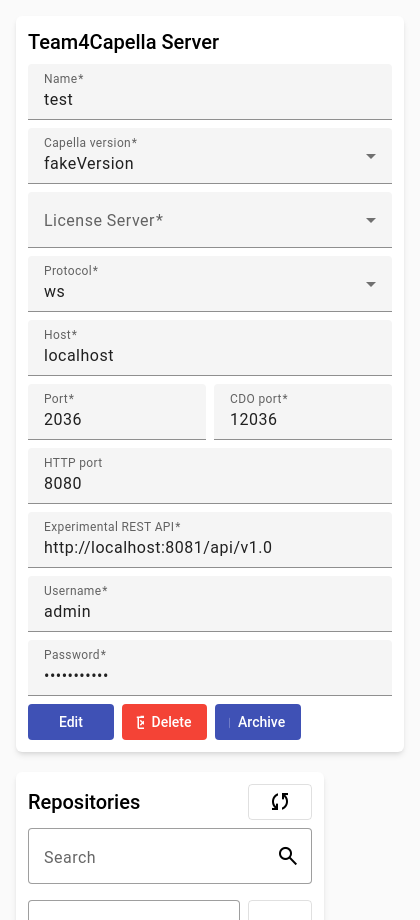 Team4Capella Server
Name*
test
Capella version*
fakeVersion
License Server*
Protocol*
ws
Host*
localhost
Port*
CDO port*
2036
12036
HTTP port
8080
Experimental REST API*
http://localhost:8081/api/v1.0
Username*
admin
Password*
•••••••••••
Edit
Delete
Archive
Repositories
Search